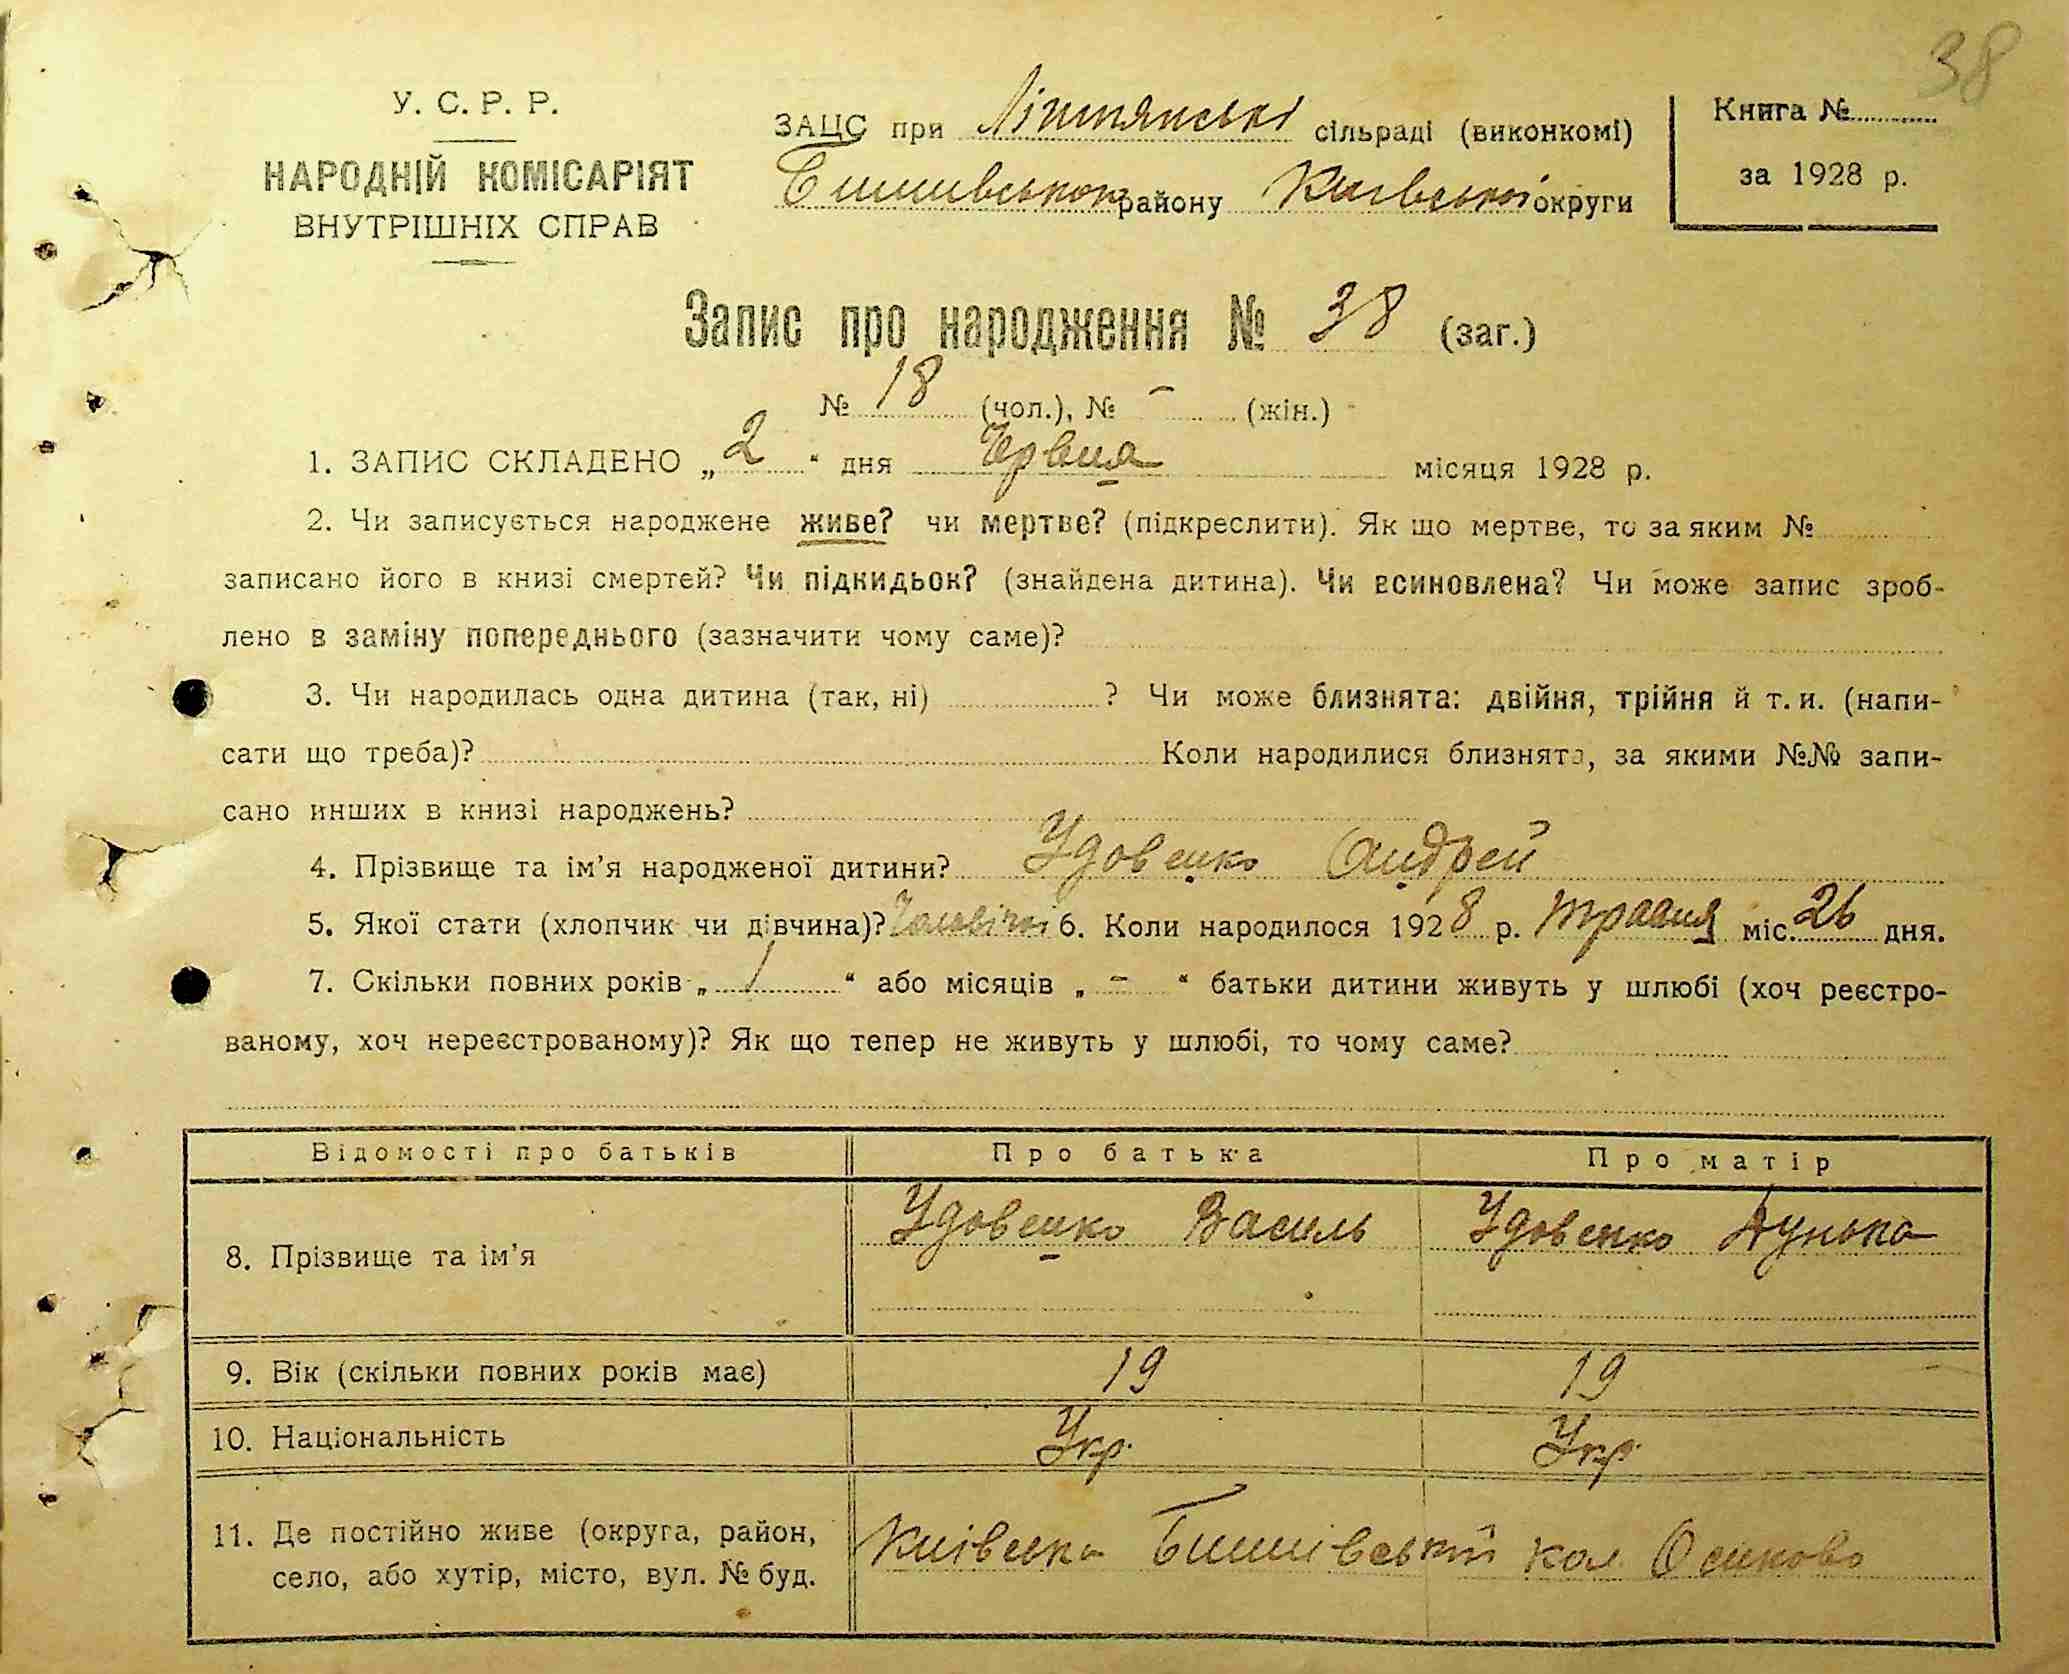 38
У. С. Р. Р.
НАРОДНІЙ КОМІСАРІЯТ
ВНУТРІШНІХ СПРАВ
ЗАЦС при Ліптянські сільраді (виконкомі)
Бишівського району Київської округи
Книга №
за 1928 р.
Запис про народження № 38 (заг.)
№ 18 (чол.), № - (жін.)
1. ЗАПИС СКЛАДЕНО „2“ дня Червня місяця 1928 р.
2. Чи записується народжене живе? чи мертве? (підкреслити). Як що мертве, то за яким №
записано його в книзі смертей? Чи підкидьок? (знайдена дитина). Чи всиновлена? Чи може запис зроб-
лено в заміну попереднього (зазначити чому саме)?
3. Чи народилась одна дитина (так, ні) ? Чи може близнята: двійня, трійня й т. и. (напи-
сати що треба)? Коли народилися близнята, за якими №№ запи-
сано инших в книзі народжень?
4. Прізвище та ім’я народженої дитини? Удовенко Андрей
5. Якої стати (хлопчик чи дівчина)? Чоловічої 6. Коли народилося 1928 р. травня міс. 26 дня.
7. Скільки повних років „1“ або місяців „-“ батьки дитини живуть у шлюбі (хоч реєстро-
ваному, хоч нереєстрованому)? Як що тепер не живуть у шлюбі, то чому саме?
Відомості про батьків Про батька Про матір
8. Прізвище та ім’я Удовенко Василь Удовенко Дунька
9. Вік (скільки повних років має) 19 19
10. Національність Укр. Укр.
11. Де постійно живе (округа, район,
село, або хутір, місто, вул. № буд. Київська Бишівський кол. Осиково